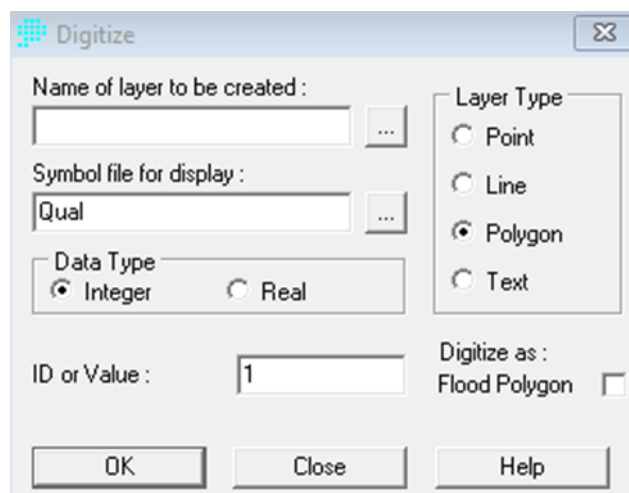 Digitize
Name of layer to be created :
...
Symbol file for display :
Qual
...
Data Type
Integer
Real
ID or Value :
1
Layer Type
Point
Line
Polygon
Text
Digitize as :
Flood Polygon
OK
Close
Help